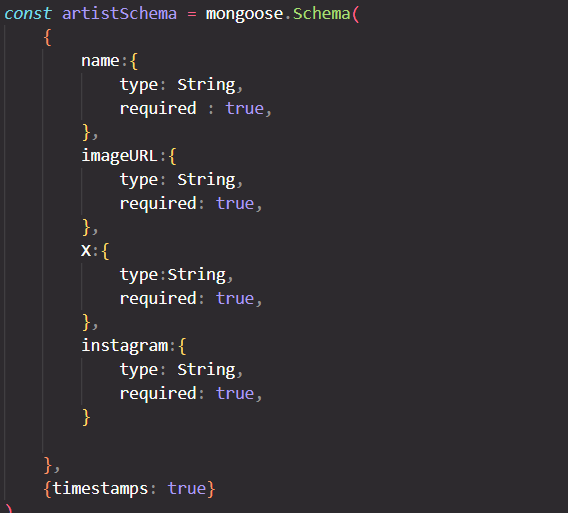 const artistSchema = mongoose.Schema(
    {
        name:{
            type: String,
            required : true,
        },
        imageURL:{
            type: String,
            required: true,
        },
        X:{
            type:String,
            required: true,
        },
        instagram:{
            type: String,
            required: true,
        }

    },
    {timestamps: true}
)